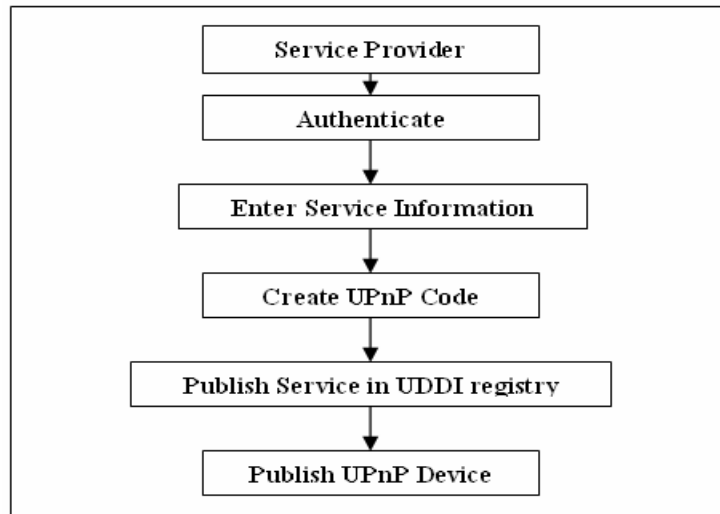 Service Provider
Authenticate
Enter Service Information
Create UPnP Code
Publish Service in UDDI registry
Publish UPnP Device